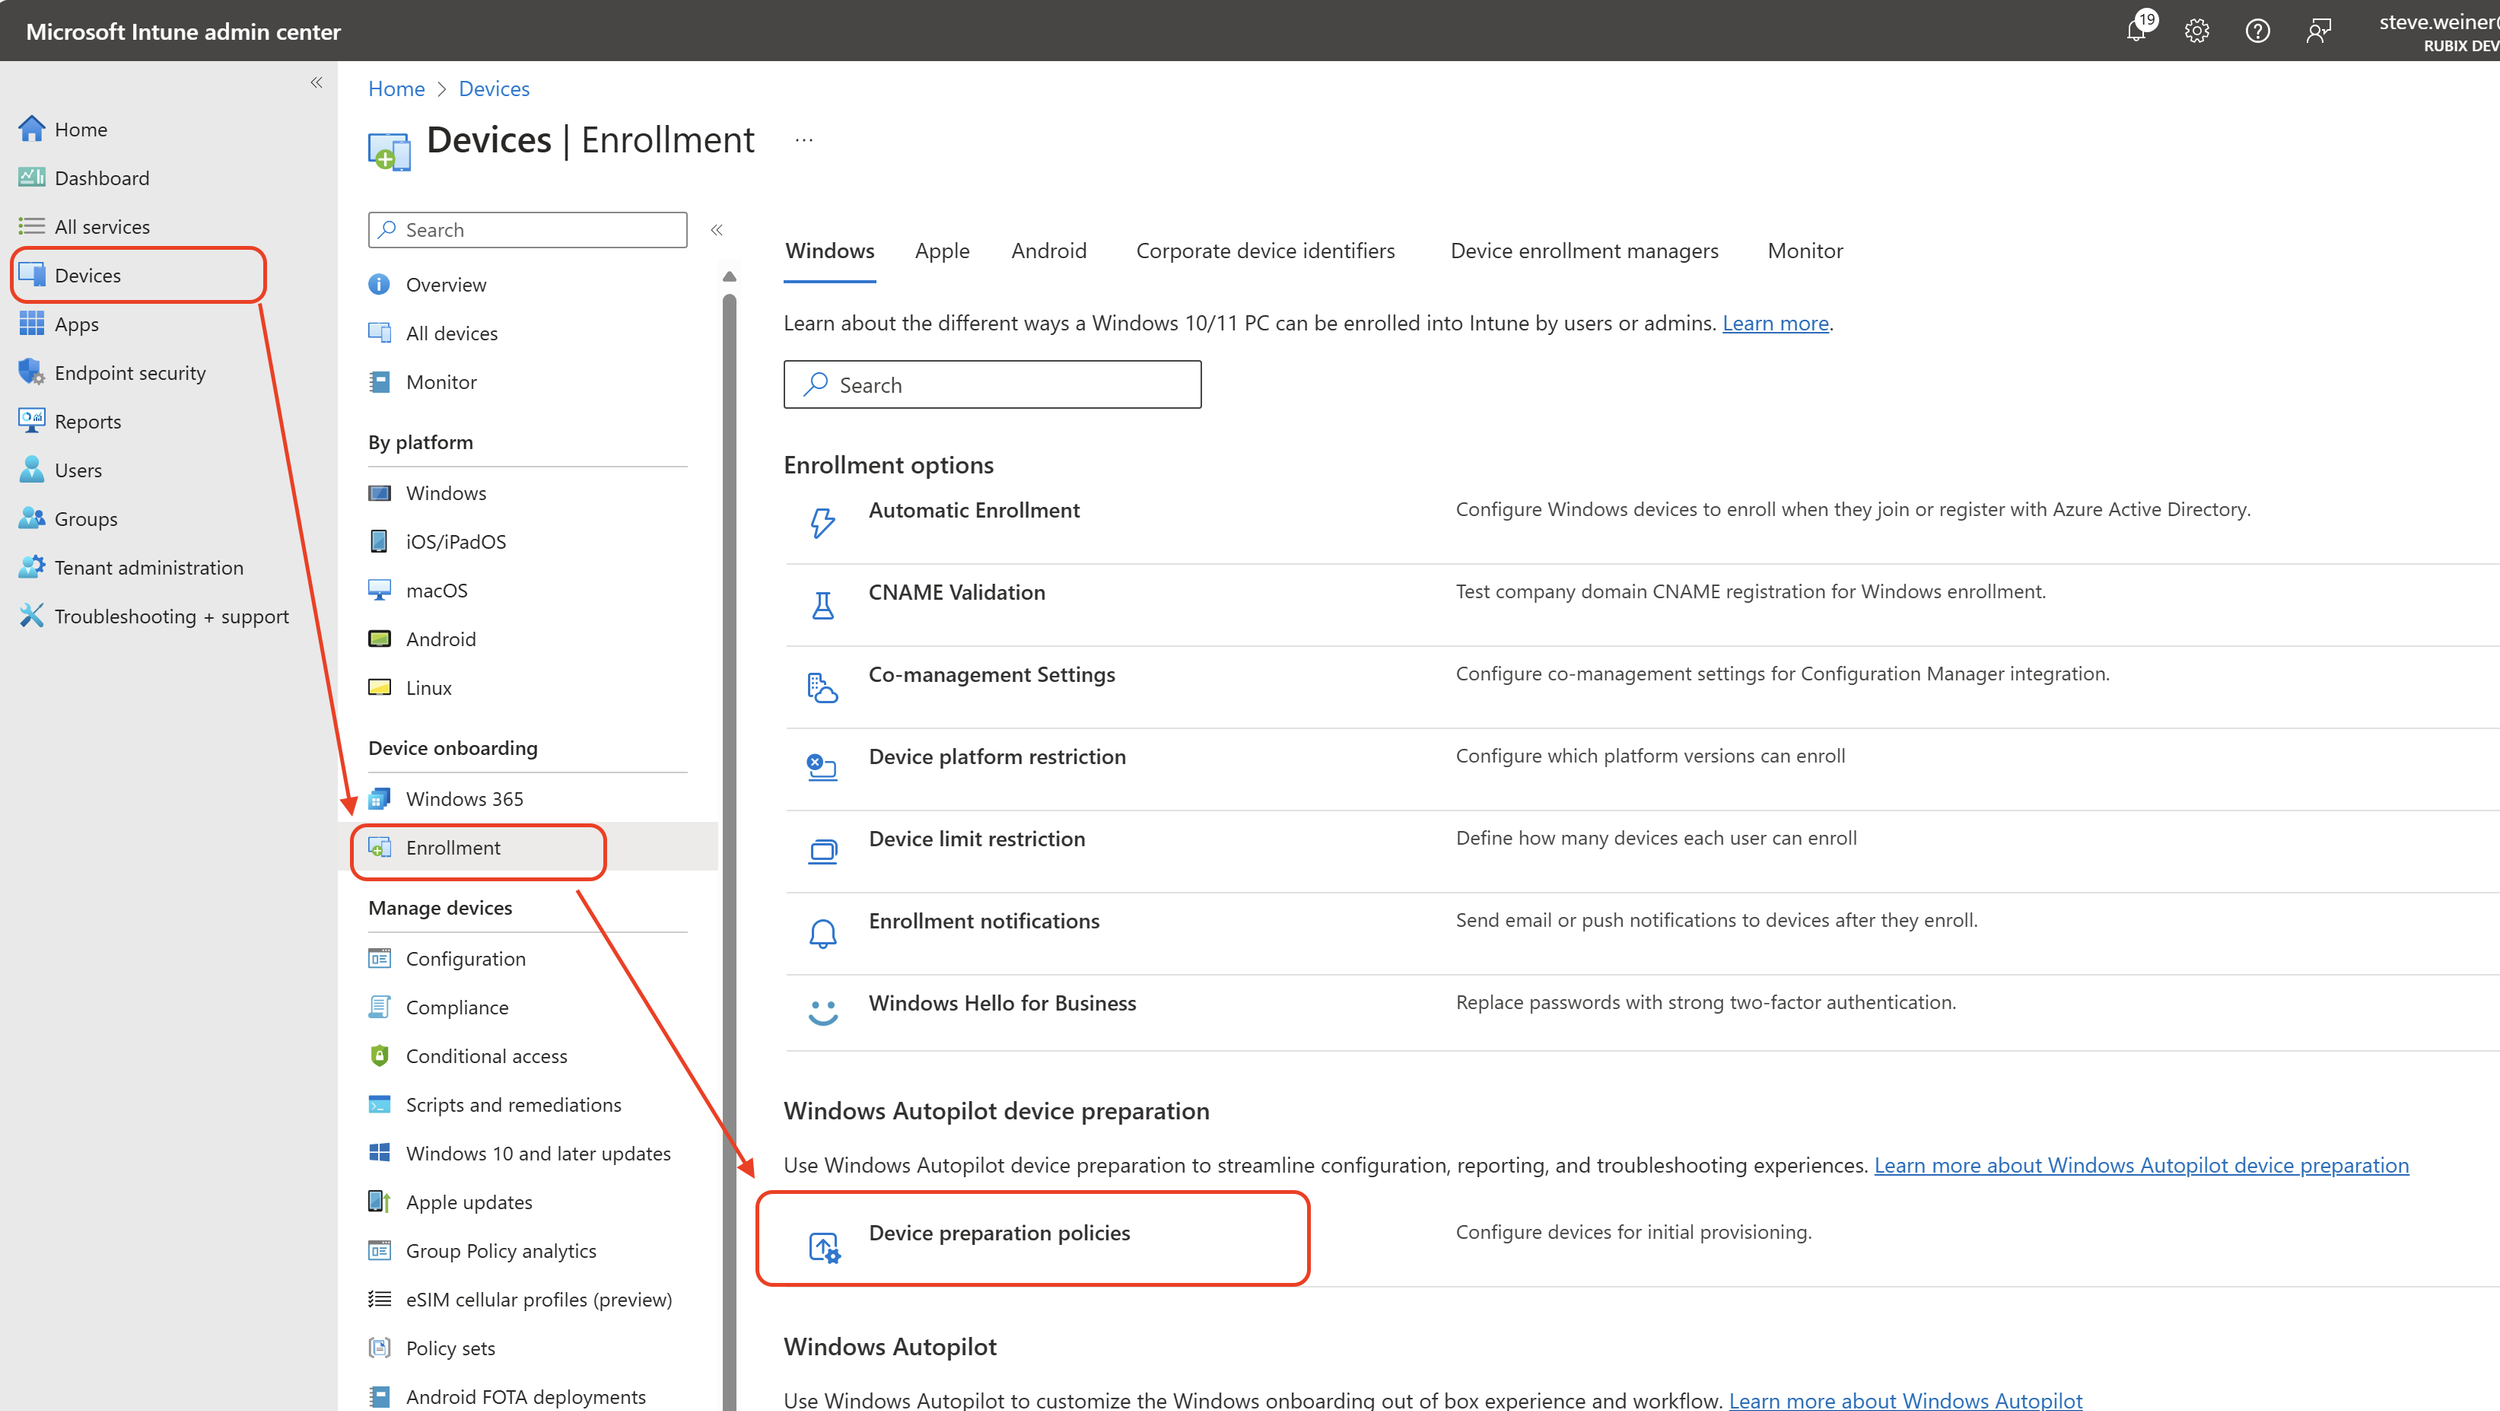 Microsoft Intune admin center
19
steve.weiner@
RUBIX DEV
Home
Dashboard
All services
Devices
Apps
Endpoint security
Reports
Users
Groups
Tenant administration
Troubleshooting + support
Home > Devices
Devices | Enrollment ...
Search
Overview
All devices
Monitor
By platform
Windows
iOS/iPadOS
macOS
Android
Linux
Device onboarding
Windows 365
Enrollment
Manage devices
Configuration
Compliance
Conditional access
Scripts and remediations
Windows 10 and later updates
Apple updates
Group Policy analytics
eSIM cellular profiles (preview)
Policy sets
Android FOTA deployments
Windows Apple Android Corporate device identifiers Device enrollment managers Monitor
Learn about the different ways a Windows 10/11 PC can be enrolled into Intune by users or admins. Learn more.
Search
Enrollment options
Automatic Enrollment Configure Windows devices to enroll when they join or register with Azure Active Directory.
CNAME Validation Test company domain CNAME registration for Windows enrollment.
Co-management Settings Configure co-management settings for Configuration Manager integration.
Device platform restriction Configure which platform versions can enroll
Device limit restriction Define how many devices each user can enroll
Enrollment notifications Send email or push notifications to devices after they enroll.
Windows Hello for Business Replace passwords with strong two-factor authentication.
Windows Autopilot device preparation
Use Windows Autopilot device preparation to streamline configuration, reporting, and troubleshooting experiences. Learn more about Windows Autopilot device preparation
Device preparation policies Configure devices for initial provisioning.
Windows Autopilot
Use Windows Autopilot to customize the Windows onboarding out of box experience and workflow. Learn more about Windows Autopilot